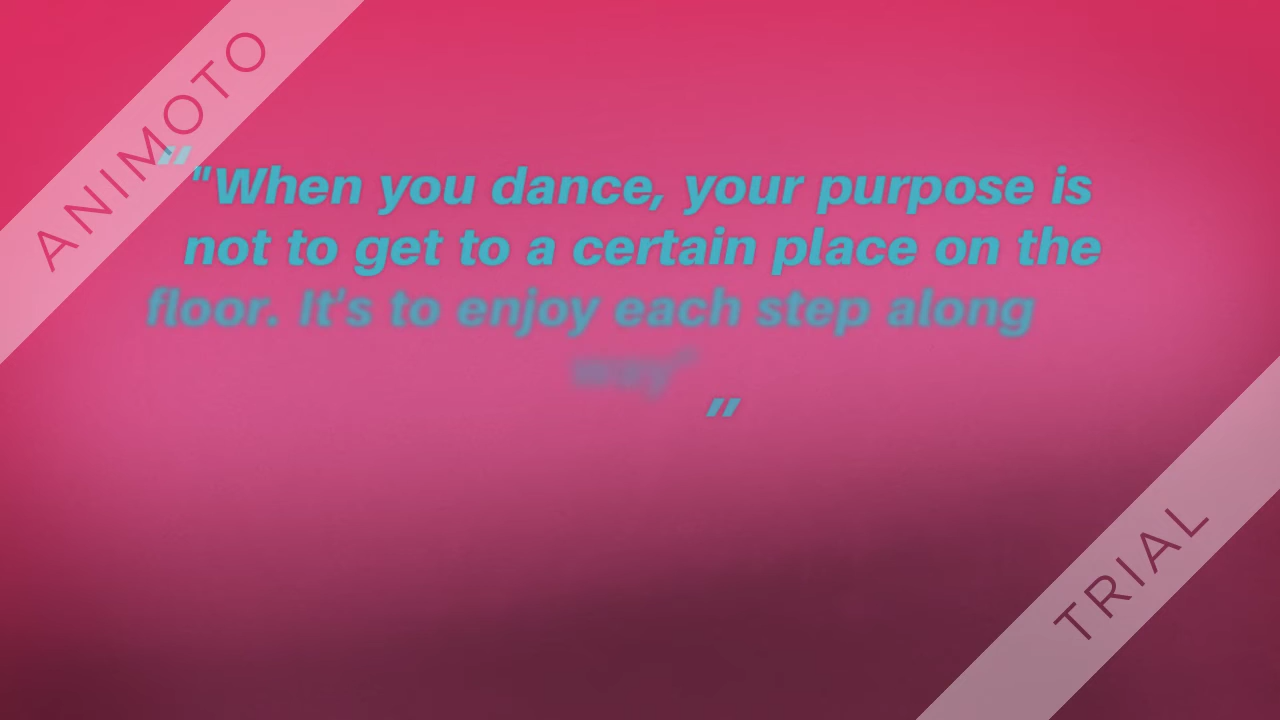 ANIMOTO
"
"When you dance, your purpose is
not to get to a certain place on the
floor. It's to enjoy each step along
way"
"
TRIAL